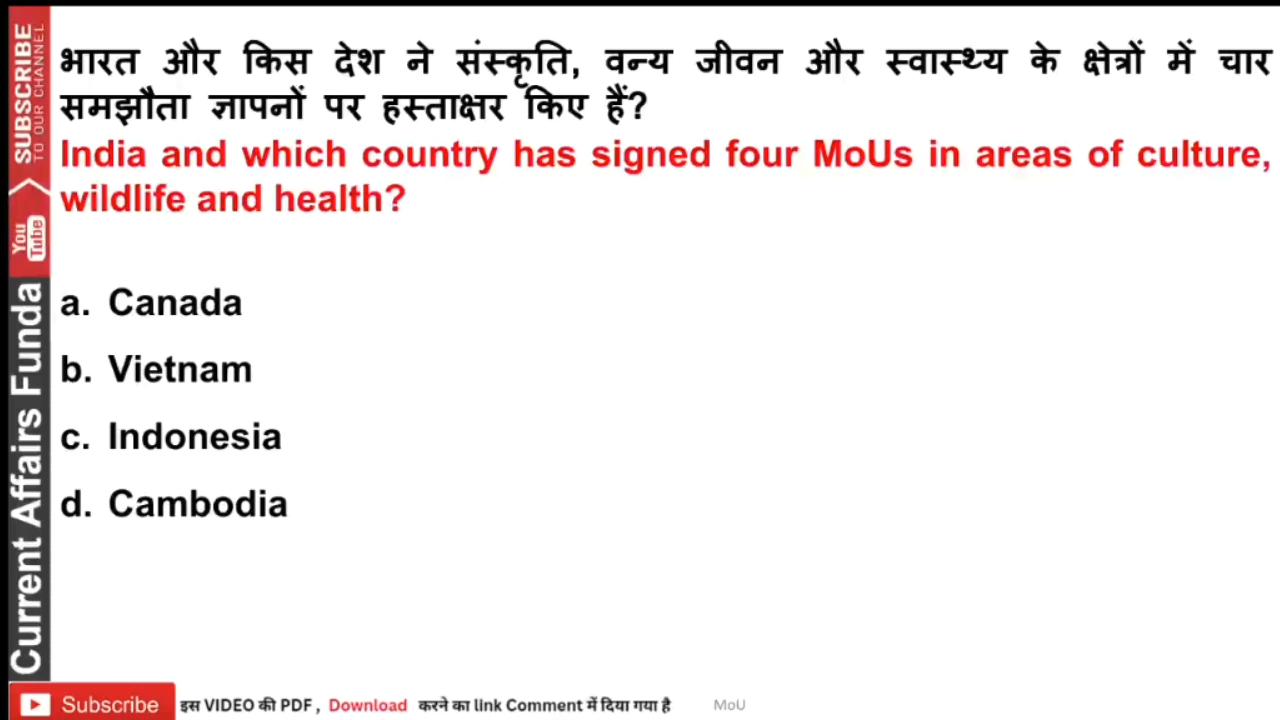 भारत और किस देश ने संस्कृति, वन्य जीवन और स्वास्थ्य के क्षेत्रों में चार
समझौता ज्ञापनों पर हस्ताक्षर किए हैं?
India and which country has signed four MoUs in areas of culture,
wildlife and health?
a. Canada
b. Vietnam
c. Indonesia
d. Cambodia
SUBSCRIBE
TO OUR CHANNEL
You Tube
Current Affairs Funda
Subscribe इस VIDEO की PDF , Download करने का link Comment में दिया गया है MoU